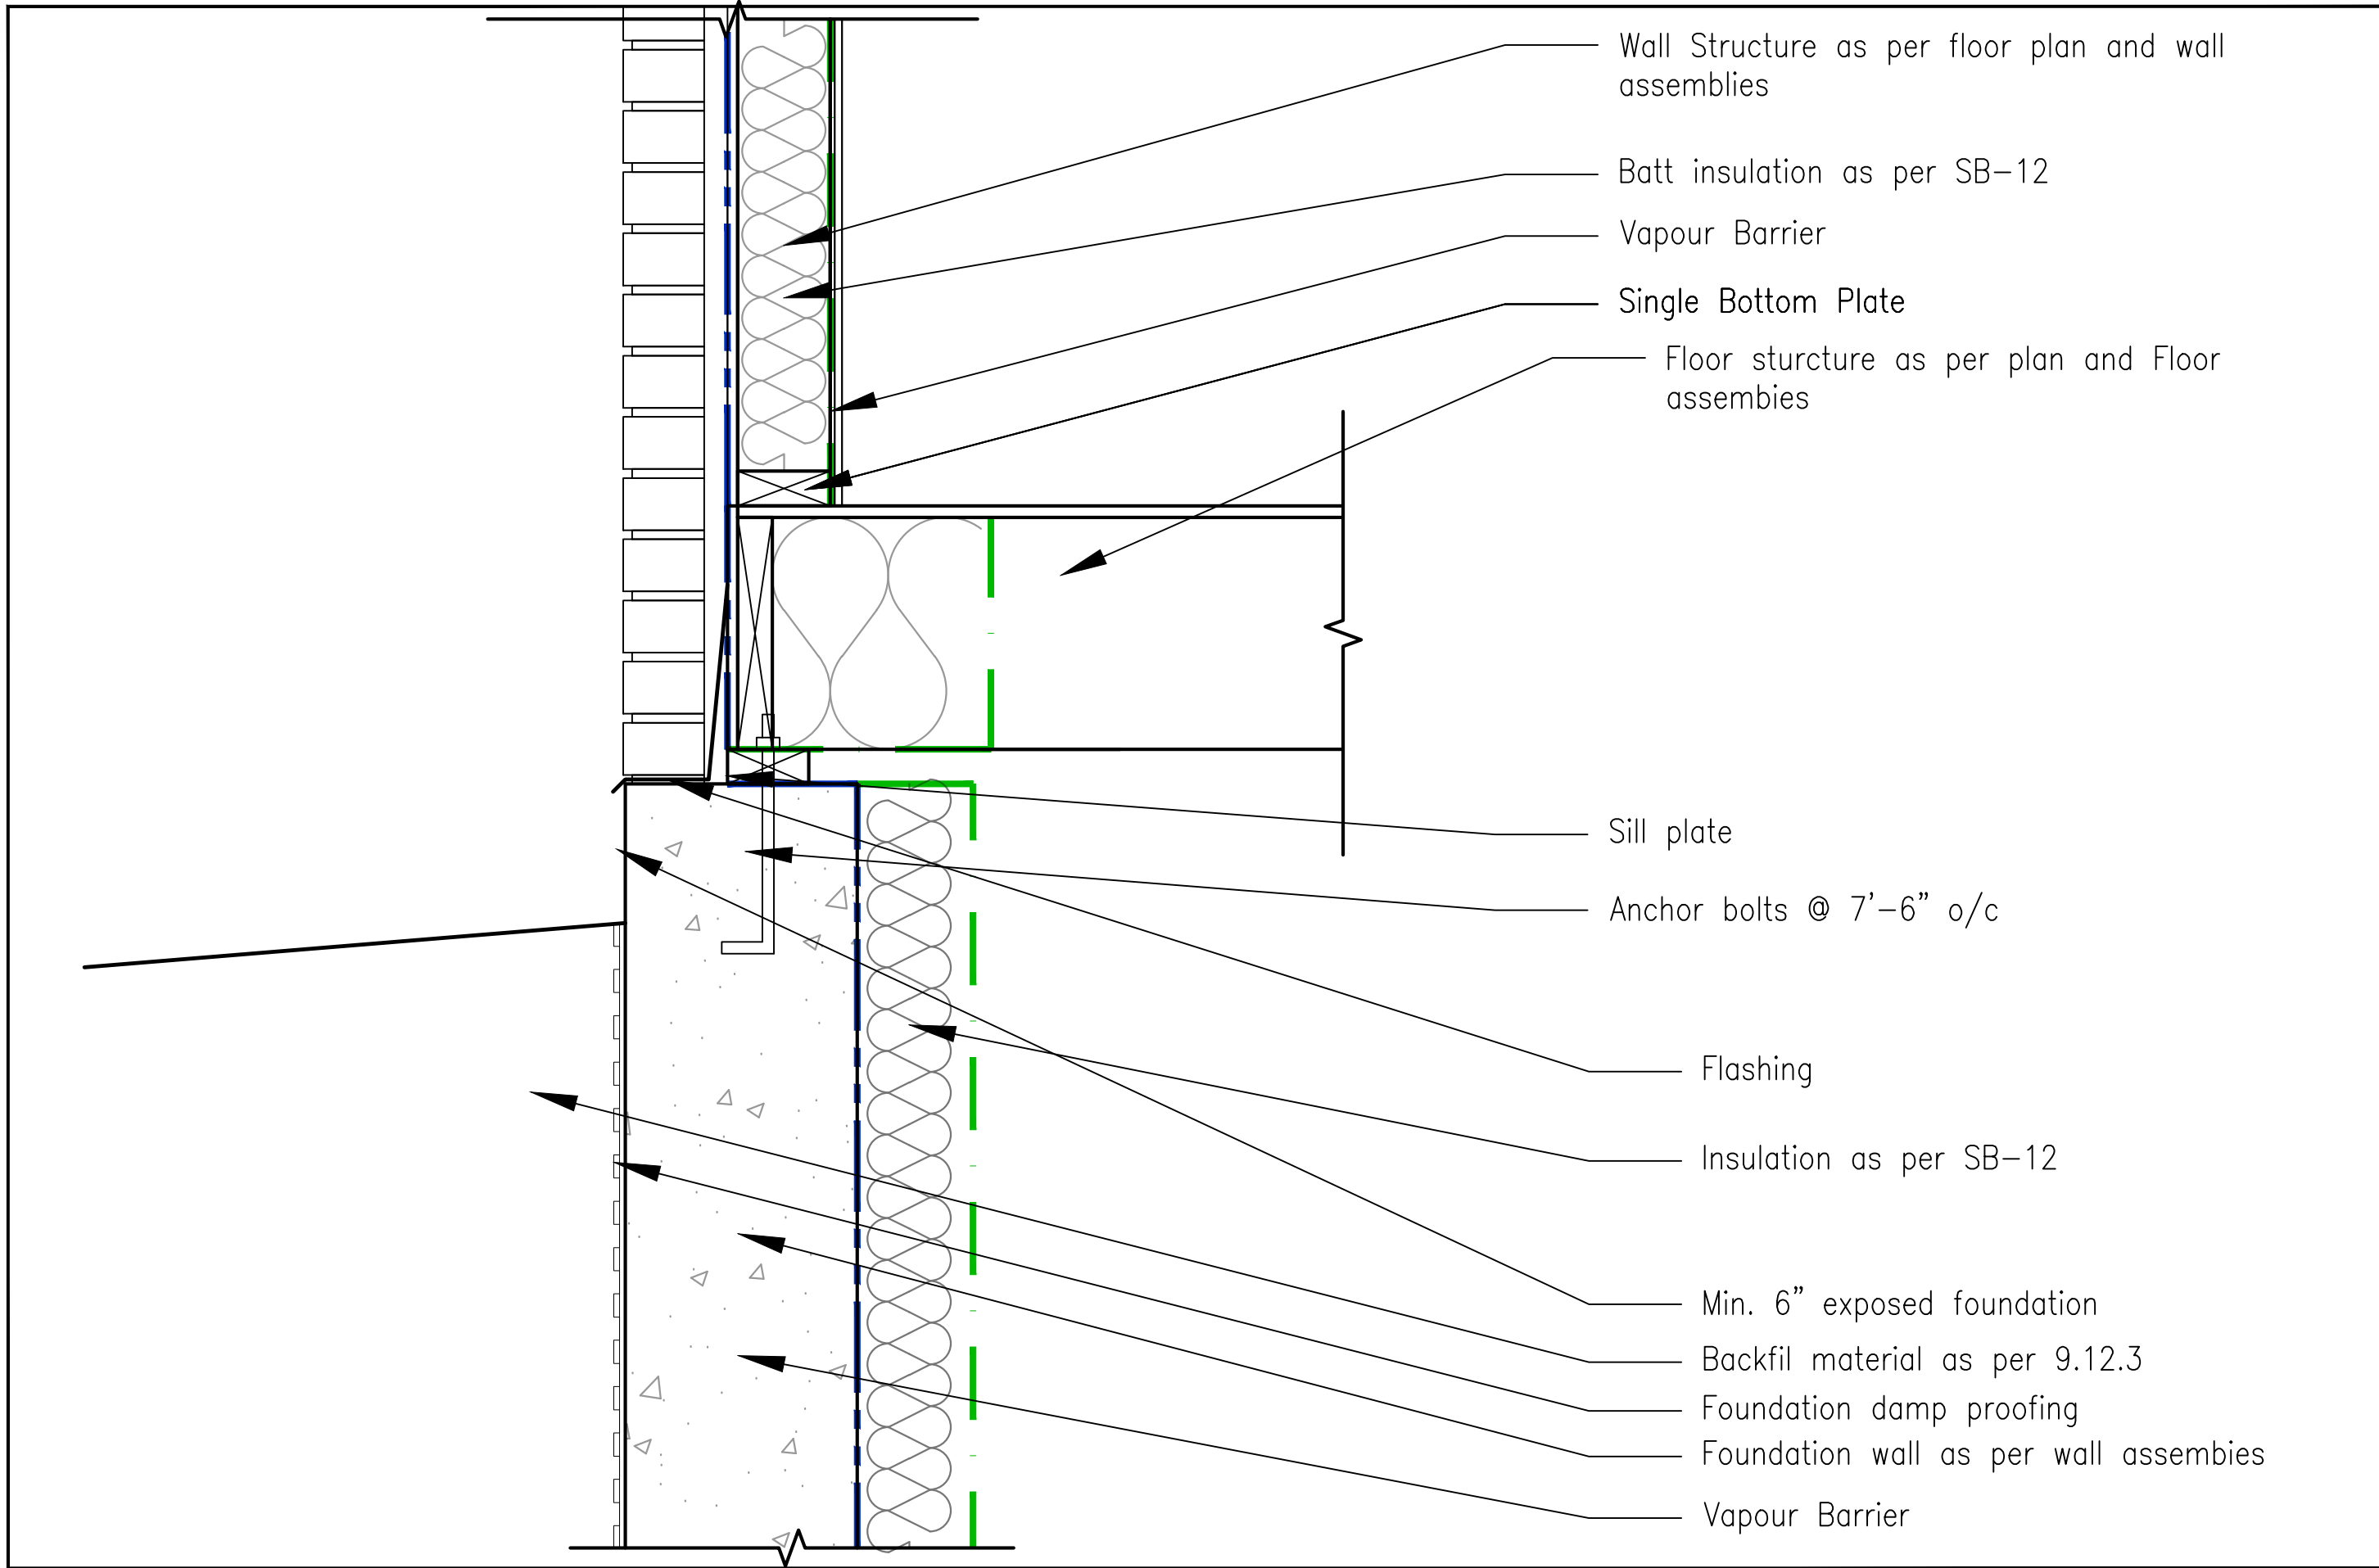 Wall Structure as per floor plan and wall
assemblies
Batt insulation as per SB-12
Vapour Barrier
Single Bottom Plate
Floor sturcture as per plan and Floor
assembies
Sill plate
Anchor bolts @ 7'-6" o/c
Flashing
Insulation as per SB-12
Min. 6" exposed foundation
Backfil material as per 9.12.3
Foundation damp proofing
Foundation wall as per wall assembies
Vapour Barrier